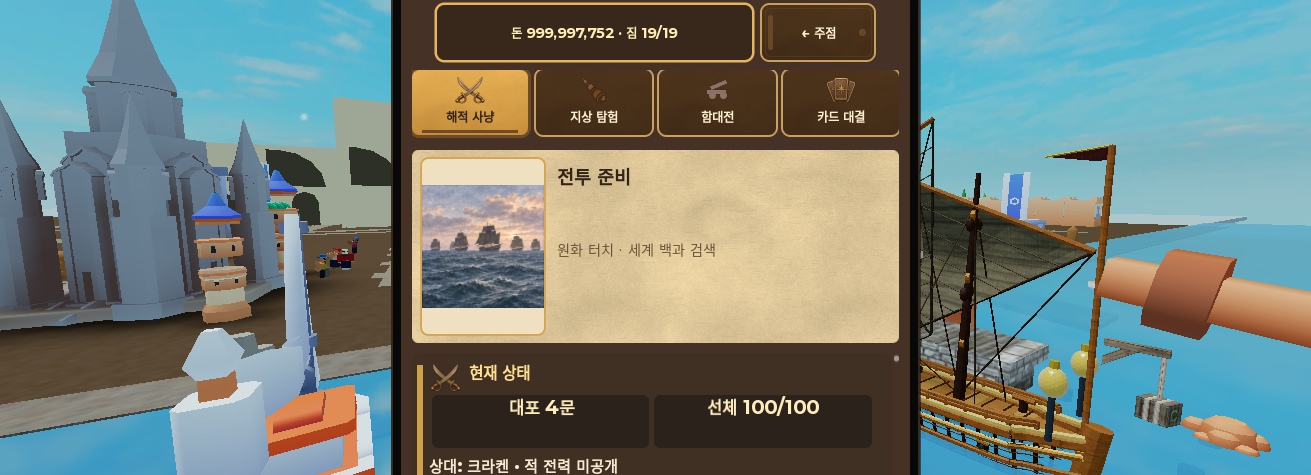 돈 999,997,752 · 짐 19/19
← 주점
해적 사냥
지상 탐험
함대전
카드 대결
전투 준비
원화 터치 · 세계 백과 검색
현재 상태
대포 4문
선체 100/100
상대: 크라켄 • 적 전력 미공개